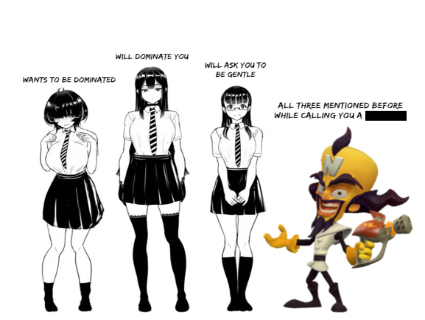 WILL DOMINATE YOU
WILL ASK YOU TO
BE GENTLE
WANTS TO BE DOMINATED
ALL THREE MENTIONED BEFORE
WHILE CALLING YOU A
N